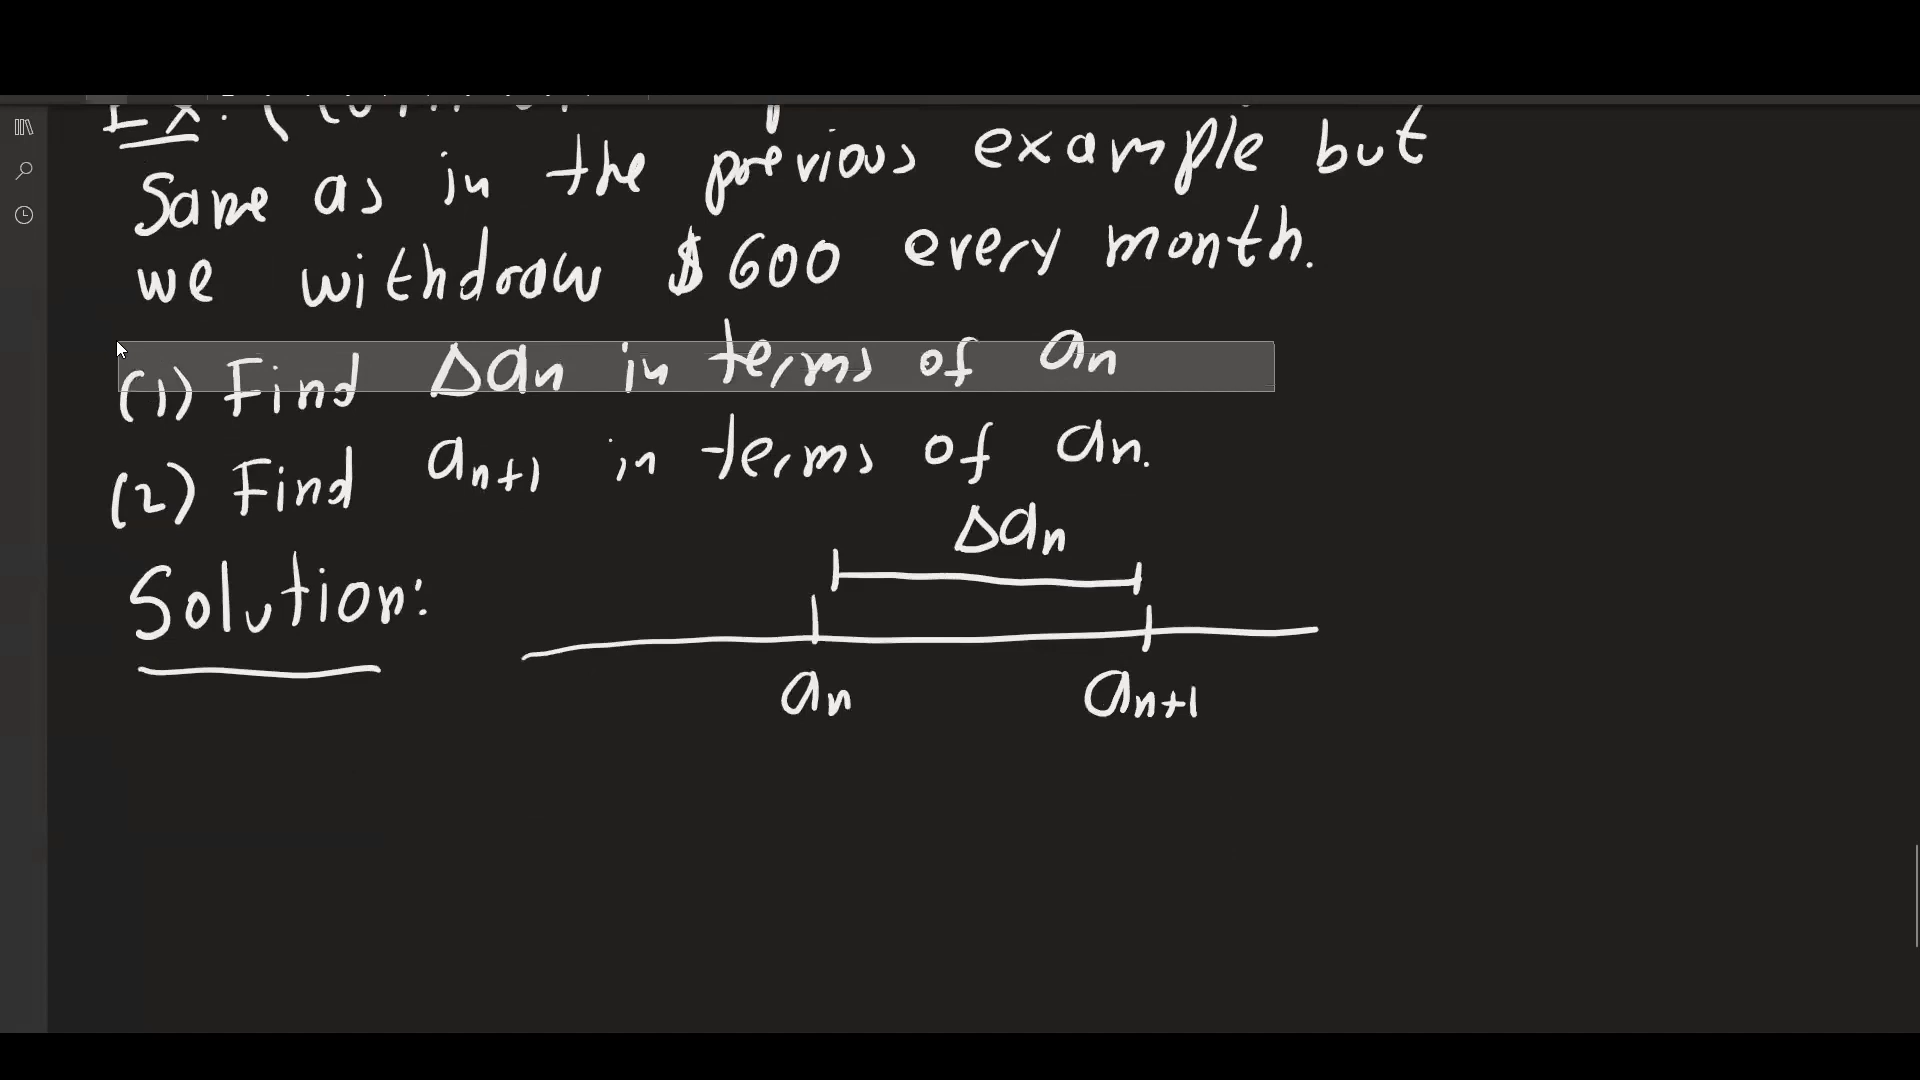 Ex:
Same as in the previous example but
we withdraw $600 every month.
(1) Find Δan in terms of an
(2) Find an+1 in terms of an.
Δan
Solution:
an an+1